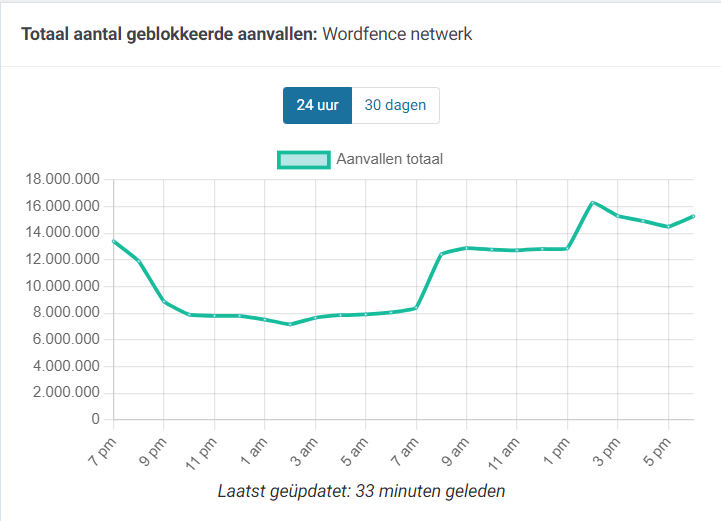 Totaal aantal geblokkeerde aanvallen: Wordfence netwerk
24 uur 30 dagen
Aanvallen totaal
18.000.000
16.000.000
14.000.000
12.000.000
10.000.000
8.000.000
6.000.000
4.000.000
2.000.000
0
7 pm 9 pm 11 pm 1 am 3 am 5 am 7 am 9 am 11 am 1 pm 3 pm 5 pm
Laatst geüpdatet: 33 minuten geleden